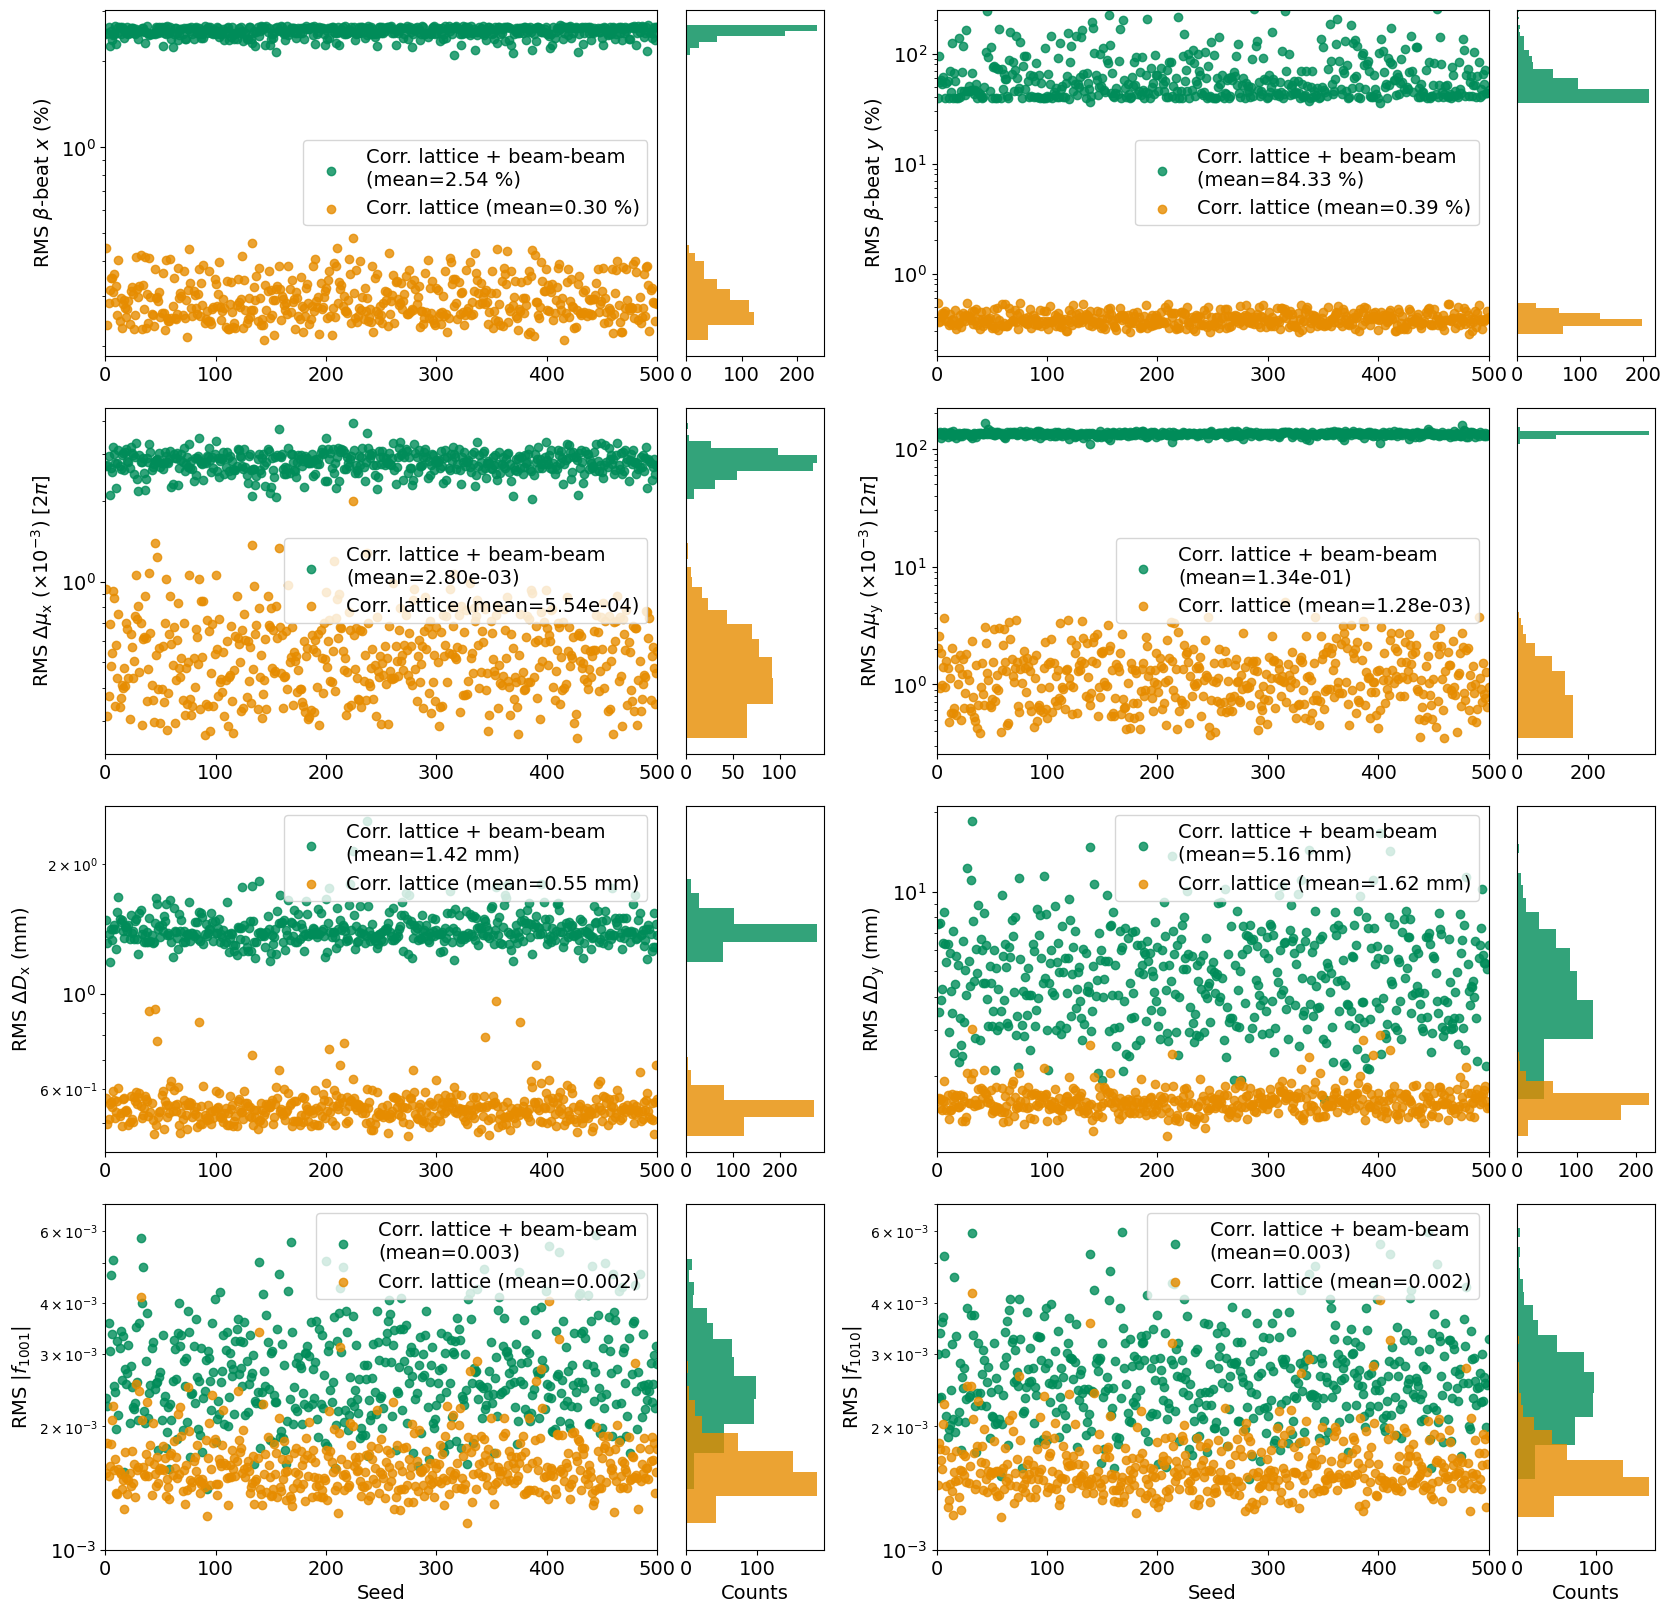 RMS β-beat x (%)
10⁰
Corr. lattice + beam-beam
(mean=2.54 %)
Corr. lattice (mean=0.30 %)
0 100 200 300 400 500
0 100 200
RMS β-beat y (%)
10²
10¹
10⁰
Corr. lattice + beam-beam
(mean=84.33 %)
Corr. lattice (mean=0.39 %)
0 100 200 300 400 500
0 100 200
RMS Δμx (×10⁻³) [2π]
10⁰
Corr. lattice + beam-beam
(mean=2.80e-03)
Corr. lattice (mean=5.54e-04)
0 100 200 300 400 500
0 50 100
RMS Δμy (×10⁻³) [2π]
10²
10¹
10⁰
Corr. lattice + beam-beam
(mean=1.34e-01)
Corr. lattice (mean=1.28e-03)
0 100 200 300 400 500
0 200
RMS ΔDx (mm)
2 × 10⁰
10⁰
6 × 10⁻¹
Corr. lattice + beam-beam
(mean=1.42 mm)
Corr. lattice (mean=0.55 mm)
0 100 200 300 400 500
0 100 200
RMS ΔDy (mm)
10¹
Corr. lattice + beam-beam
(mean=5.16 mm)
Corr. lattice (mean=1.62 mm)
0 100 200 300 400 500
0 100 200
RMS |f₁₀₀₁|
6 × 10⁻³
4 × 10⁻³
3 × 10⁻³
2 × 10⁻³
10⁻³
Corr. lattice + beam-beam
(mean=0.003)
Corr. lattice (mean=0.002)
0 100 200 300 400 500
Seed
0 100
Counts
RMS |f₁₀₁₀|
6 × 10⁻³
4 × 10⁻³
3 × 10⁻³
2 × 10⁻³
10⁻³
Corr. lattice + beam-beam
(mean=0.003)
Corr. lattice (mean=0.002)
0 100 200 300 400 500
Seed
0 100
Counts